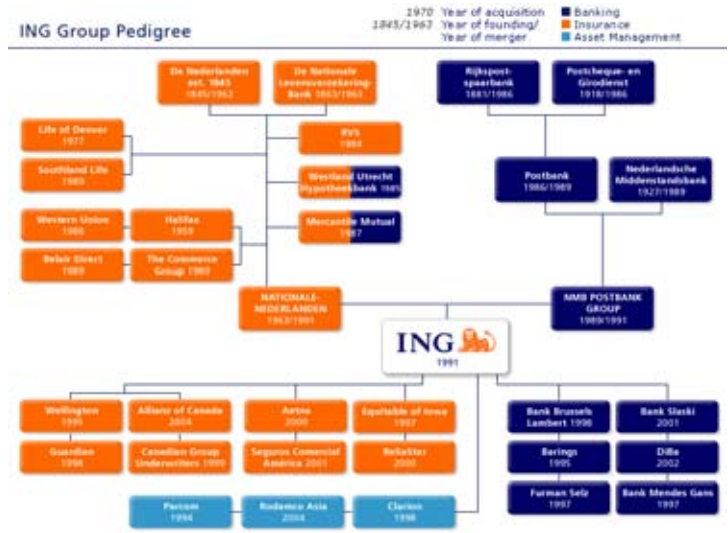 ING Group Pedigree
1970 Year of acquisition
1845/1963 Year of founding/
Year of merger
Banking
Insurance
Asset Management
De Nederlanden
est. 1845
1845/1963
De Nationale
Levensverzekering-
Bank 1863/1963
Rijkspost-
spaarbank
1881/1986
Postcheque- en
Girodienst
1918/1986
Life of Denver
1977
Southland Life
1989
RVS
1984
Westland Utrecht
Hypotheekbank 1985
Mercantile Mutual
1987
Postbank
1986/1989
Nederlandsche
Middenstandsbank
1927/1989
Western Union
1986
Halifax
1959
Belair Direct
1989
The Commerce
Group 1989
NATIONALE-
NEDERLANDEN
1963/1991
NMB POSTBANK
GROUP
1989/1991
ING
1991
Wellington
1995
Allianz of Canada
2004
Aetna
2000
Equitable of Iowa
1997
Bank Brussels
Lambert 1998
Bank Slaski
2001
Guardian
1998
Canadian Group
Underwriters 1999
Seguros Comercial
América 2001
ReliaStar
2000
Barings
1995
DiBa
2002
Parcom
1994
Rodamco Asia
2004
Clarion
1998
Furman Selz
1997
Bank Mendes Gans
1997